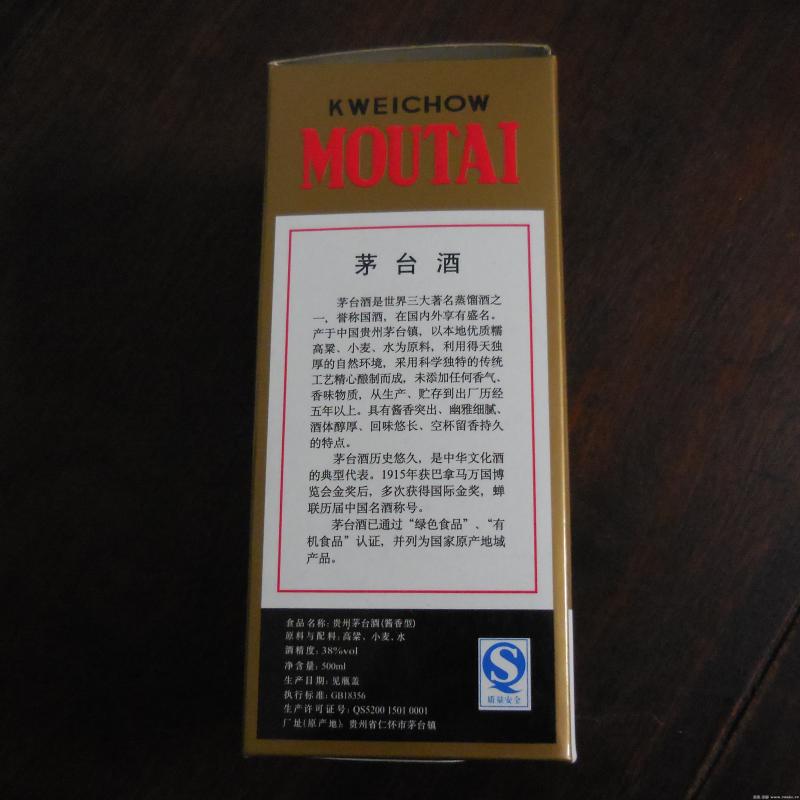 KWEICHOW
MOUTAI
茅台酒
茅台酒是世界三大著名蒸馏酒之
一，誉称国酒，在国内外享有盛名。
产于中国贵州茅台镇，以本地优质糯
高粱、小麦、水为原料，利用得天独
厚的自然环境，采用科学独特的传统
工艺精心酿制而成，未添加任何香气、
香味物质，从生产、贮存到出厂历经
五年以上。具有酱香突出、幽雅细腻、
酒体醇厚、回味悠长、空杯留香持久
的特点。
茅台酒历史悠久，是中华文化酒
的典型代表。1915年获巴拿马万国博
览会金奖后，多次获得国际金奖，蝉
联历届中国名酒称号。
茅台酒已通过“绿色食品”、“有
机食品”认证，并列为国家原产地域
产品。
食品名称：贵州茅台酒(酱香型)
原料与配料：高粱、小麦、水
酒精度：38%vol
净含量：500ml
生产日期：见瓶盖
执行标准：GB18356
生产许可证号：QS5200 1501 0001
厂址(原产地)：贵州省仁怀市茅台镇
QS
质量安全